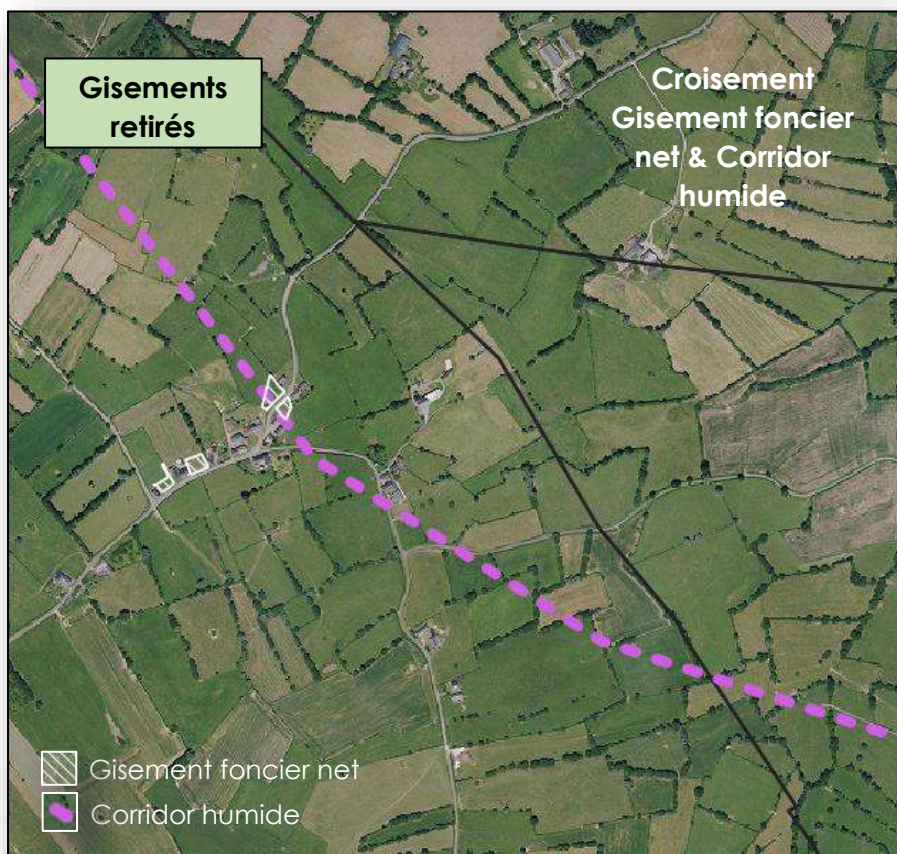 Gisements
retirés
Croisement
Gisement foncier
net & Corridor
humide
Gisement foncier net
Corridor humide